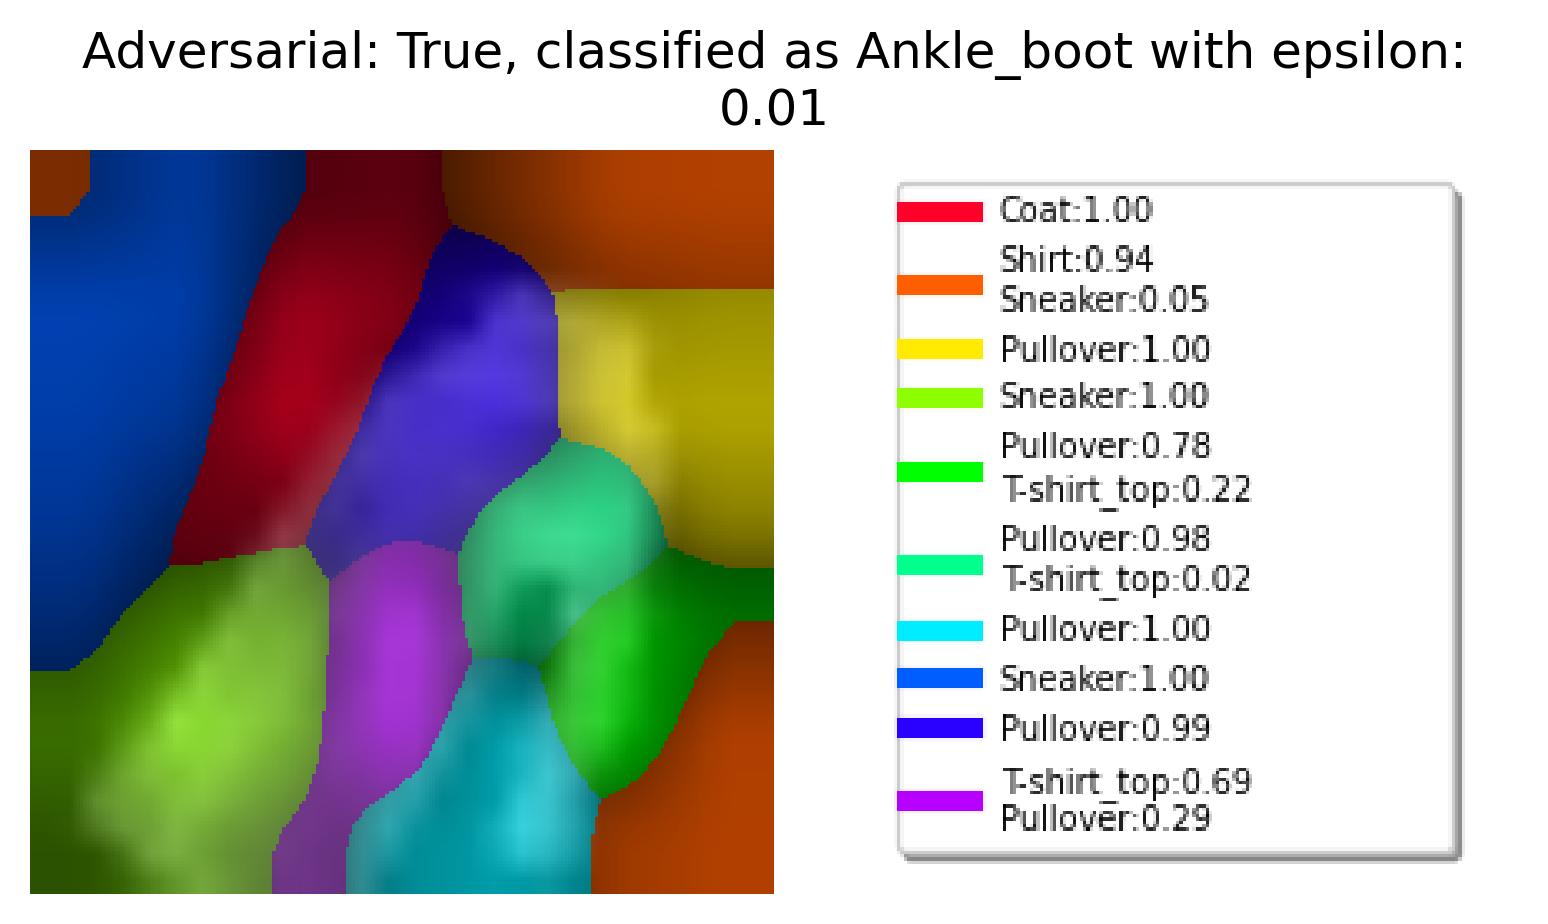 Adversarial: True, classified as Ankle_boot with epsilon:
0.01
Coat:1.00
Shirt:0.94
Sneaker:0.05
Pullover:1.00
Sneaker:1.00
Pullover:0.78
T-shirt_top:0.22
Pullover:0.98
T-shirt_top:0.02
Pullover:1.00
Sneaker:1.00
Pullover:0.99
T-shirt_top:0.69
Pullover:0.29